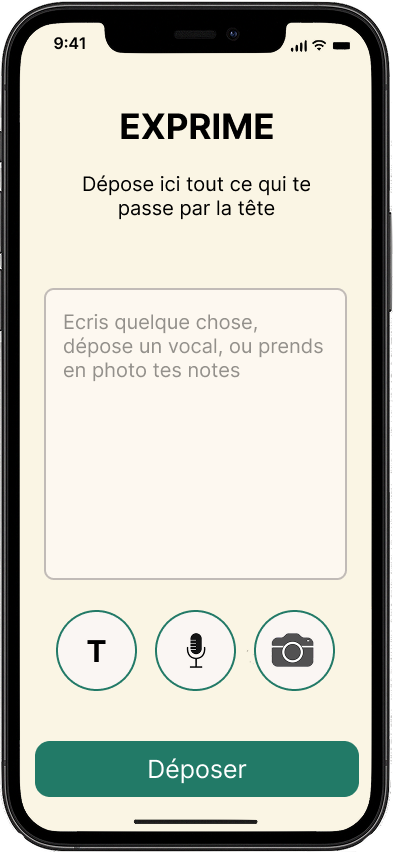 9:41
EXPRIME
Dépose ici tout ce qui te
passe par la tête
Ecris quelque chose,
dépose un vocal, ou prends
en photo tes notes
T
Déposer